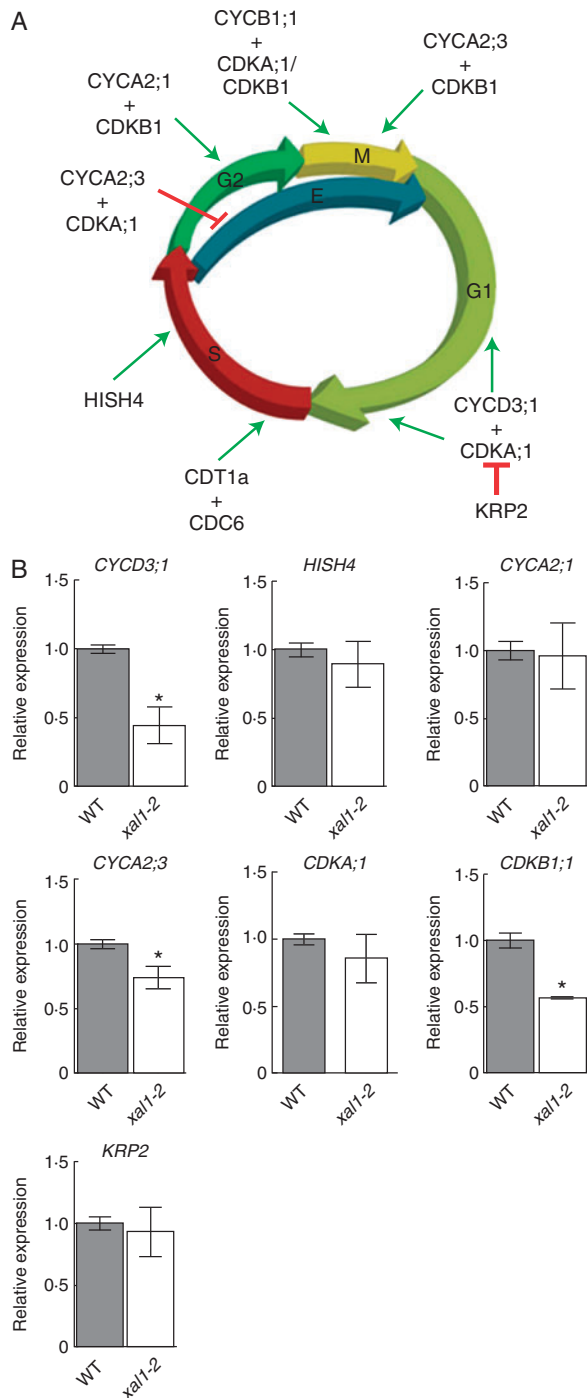 A
CYCB1;1
+
CDKA;1/
CDKB1
CYCA2;3
+
CDKB1
CYCA2;1
+
CDKB1
CYCA2;3
+
CDKA;1
G2
M
E
G1
S
HISH4
CDT1a
+
CDC6
CYCD3;1
+
CDKA;1
KRP2
B
CYCD3;1
Relative expression
1·5
1·0
0·5
0
*
WT
xal1-2
HISH4
Relative expression
1·5
1·0
0·5
0
WT
xal1-2
CYCA2;1
Relative expression
1·5
1·0
0·5
0
WT
xal1-2
CYCA2;3
Relative expression
1·5
1·0
0·5
0
*
WT
xal1-2
CDKA;1
Relative expression
1·5
1·0
0·5
0
WT
xal1-2
CDKB1;1
Relative expression
1·5
1·0
0·5
0
*
WT
xal1-2
KRP2
Relative expression
1·5
1·0
0·5
0
WT
xal1-2